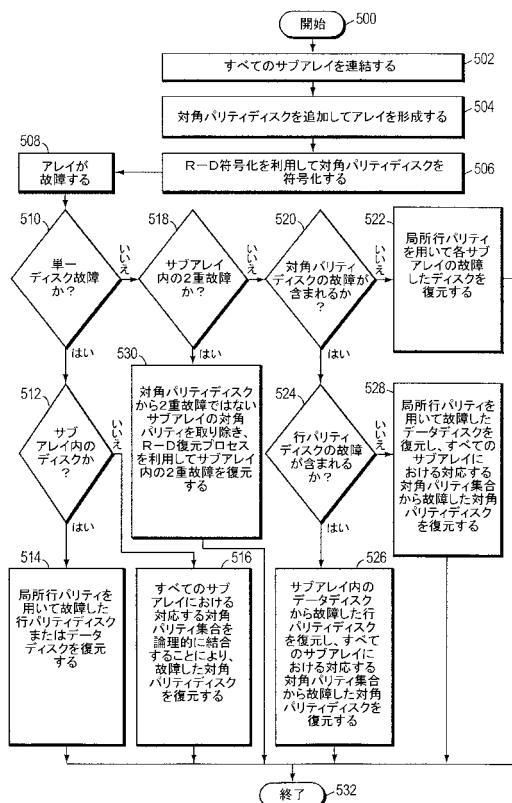 開始
500
すべてのサブアレイを連結する
502
対角パリティディスクを追加してアレイを形成する
504
R－D符号化を利用して対角パリティディスクを
符号化する
506
508
アレイが
故障する
510
単一
ディスク故障
か?
いいえ
はい
518
サブアレイ
内の2重故障
か?
いいえ
はい
520
対角パリティ
ディスクの故障が
含まれるか
?
いいえ
はい
522
局所行パリティ
を用いて各サブ
アレイの故障
したディスクを
復元する
512
サブ
アレイ内の
ディスクか
?
いいえ
はい
530
対角パリティディスク
から2重故障ではない
サブアレイの対角
パリティを取り除き、
R－D復元プロセス
を利用してサブアレイ
内の2重故障を復元
する
524
行パリティ
ディスクの故障
が含まれるか
?
いいえ
はい
528
局所行パリティを
用いて故障した
データディスクを
復元し、すべての
サブアレイに
おける対応する
対角パリティ集合
から故障した対角
パリティディスクを
復元する
514
局所行パリティを
用いて故障した
行パリティディスク
またはデータ
ディスクを復元
する
516
すべてのサブ
アレイにおける
対応する対角
パリティ集合を
論理的に結合
することにより、
故障した対角
パリティディスクを
復元する
526
サブアレイ内の
データディスク
から故障した行
パリティディスク
を復元し、すべて
のサブアレイに
おける対応する
対角パリティ集合
から故障した対角
パリティディスクを
復元する
終了
532